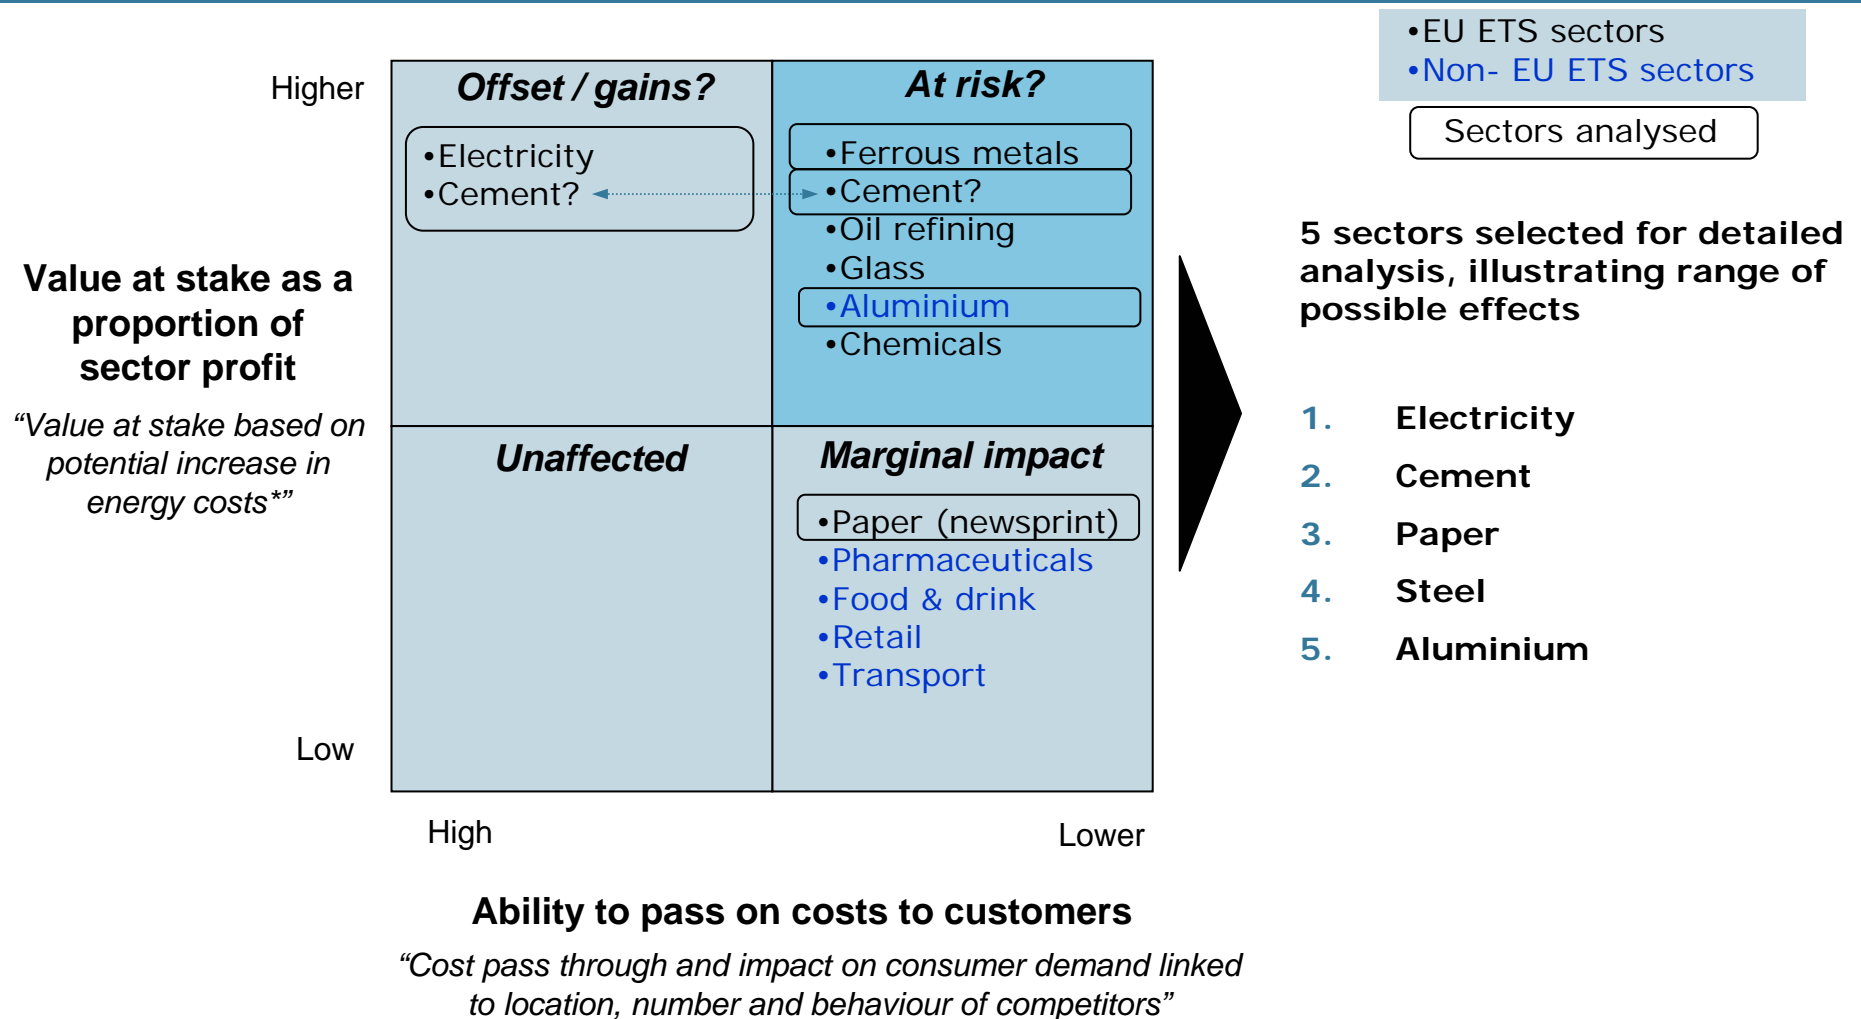 •EU ETS sectors
•Non- EU ETS sectors
Sectors analysed
Higher
Offset / gains?
•Electricity
•Cement?
At risk?
•Ferrous metals
•Cement?
•Oil refining
•Glass
•Aluminium
•Chemicals
Value at stake as a
proportion of
sector profit
“Value at stake based on
potential increase in
energy costs*”
Unaffected
Marginal impact
•Paper (newsprint)
•Pharmaceuticals
•Food & drink
•Retail
•Transport
Low
High
Lower
Ability to pass on costs to customers
“Cost pass through and impact on consumer demand linked
to location, number and behaviour of competitors”
5 sectors selected for detailed
analysis, illustrating range of
possible effects
1. Electricity
2. Cement
3. Paper
4. Steel
5. Aluminium